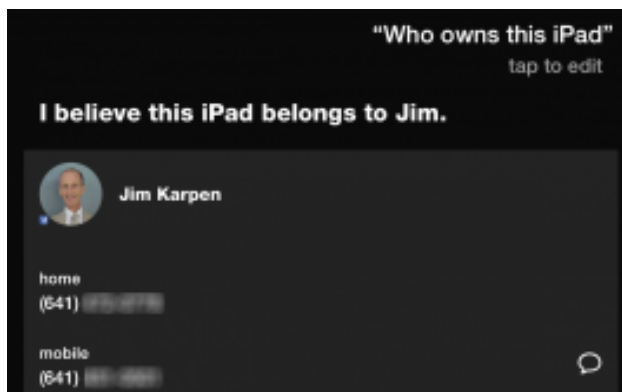 “Who owns this iPad”
tap to edit
I believe this iPad belongs to Jim.
Jim Karpen
home
(641)
mobile
(641)